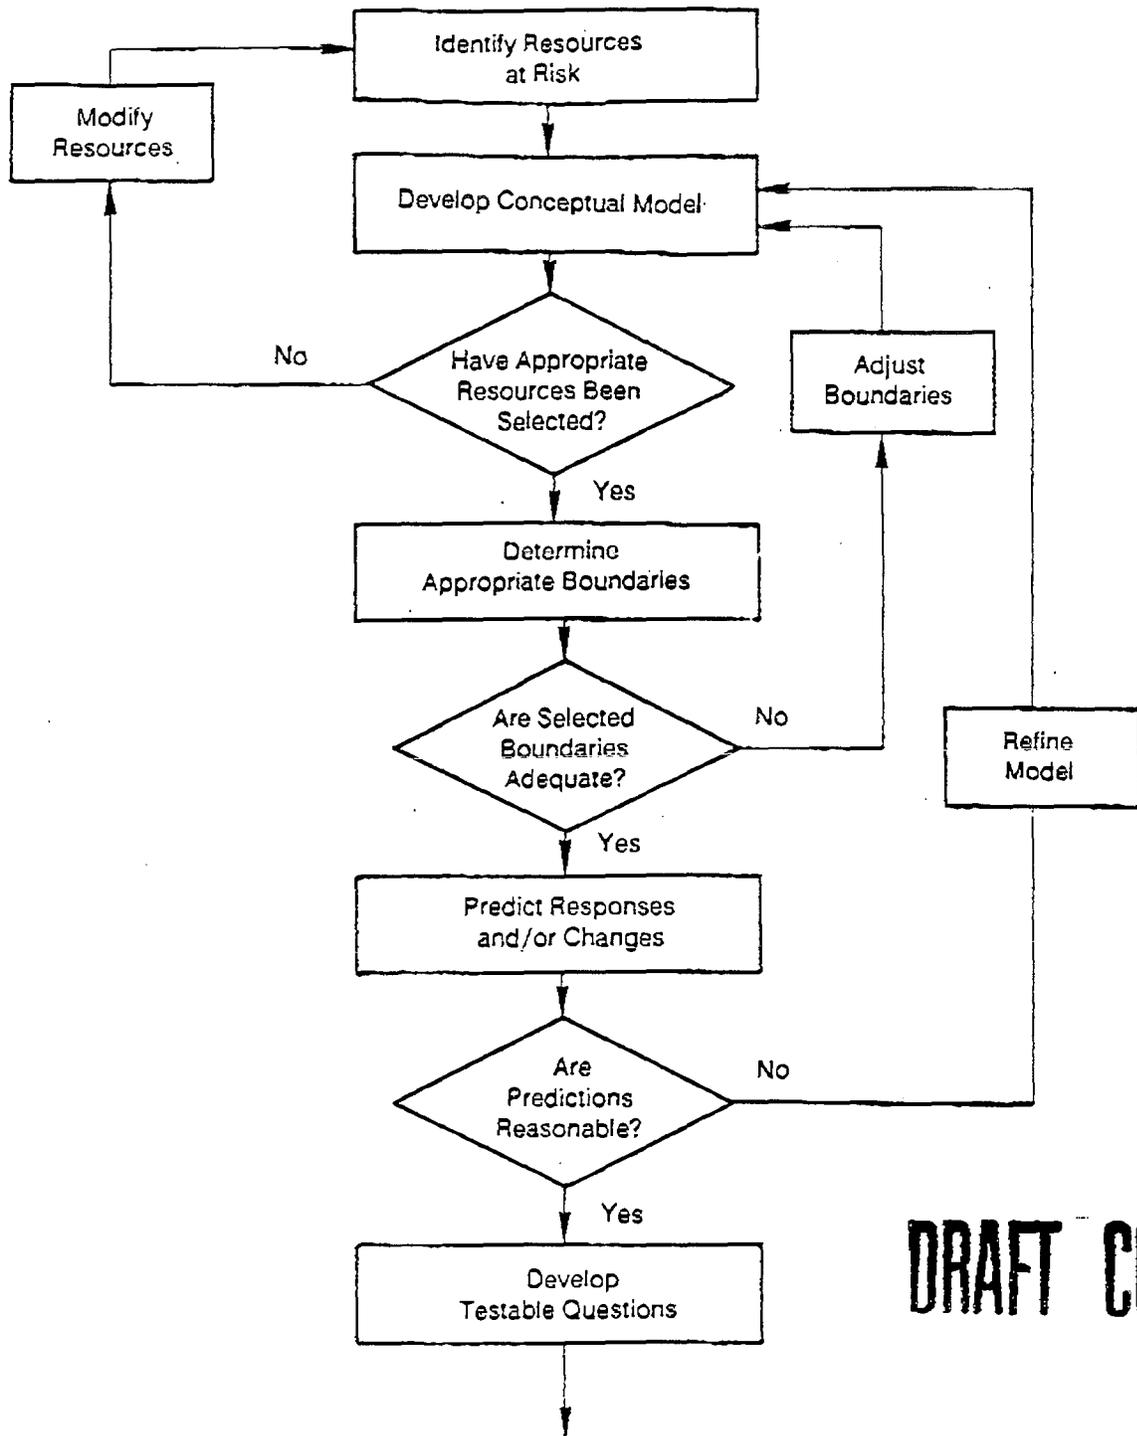 Identify Resources
at Risk
Modify
Resources
Develop Conceptual Model
No
Have Appropriate
Resources Been
Selected?
Adjust
Boundaries
Yes
Determine
Appropriate Boundaries
Are Selected
Boundaries
Adequate?
No
Refine
Model
Yes
Predict Responses
and/or Changes
Are
Predictions
Reasonable?
No
Yes
Develop
Testable Questions
DRAFT